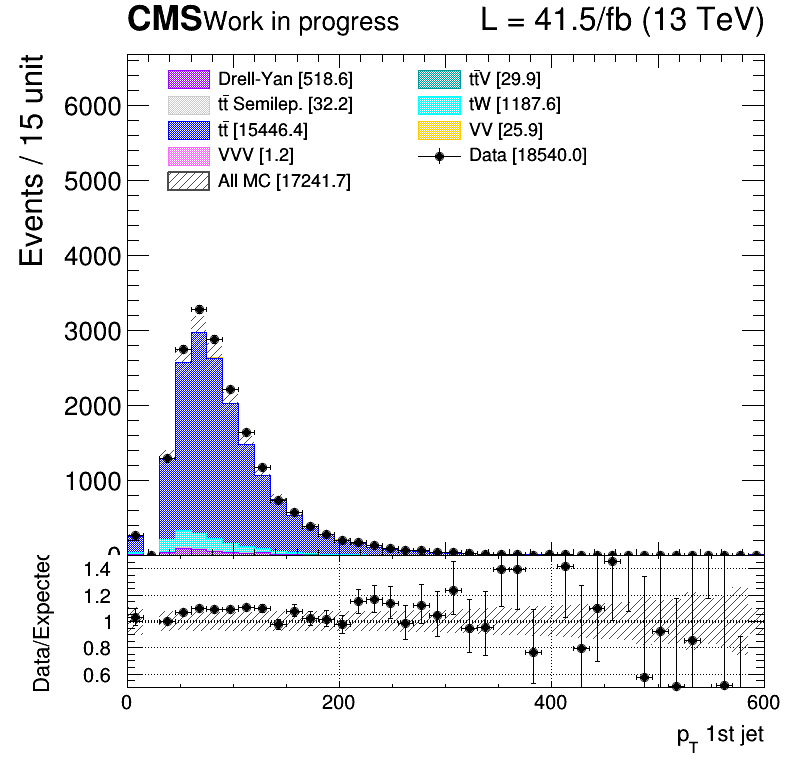 CMS Work in progress L = 41.5/fb (13 TeV)
Events / 15 unit
Drell-Yan [518.6]
tt̄ Semilep. [32.2]
tt̄ [15446.4]
VVV [1.2]
All MC [17241.7]
tt̄V [29.9]
tW [1187.6]
VV [25.9]
Data [18540.0]
6000
5000
4000
3000
2000
1000
0
Data/Expected
1.4
1.2
1
0.8
0.6
0 200 400 600
p_T 1st jet